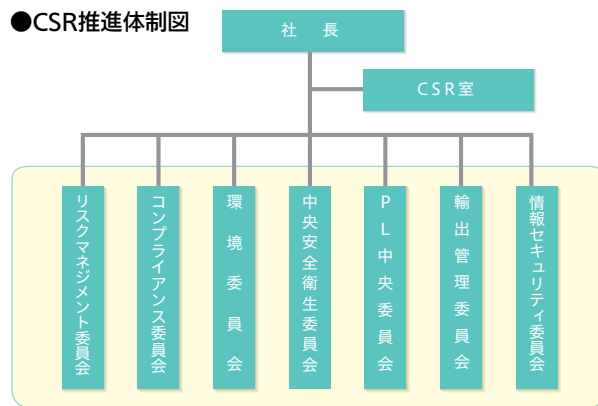 ●CSR推進体制図
社長
CSR室
リスクマネジメント委員会
コンプライアンス委員会
環境委員会
中央安全衛生委員会
PL中央委員会
輸出管理委員会
情報セキュリティ委員会